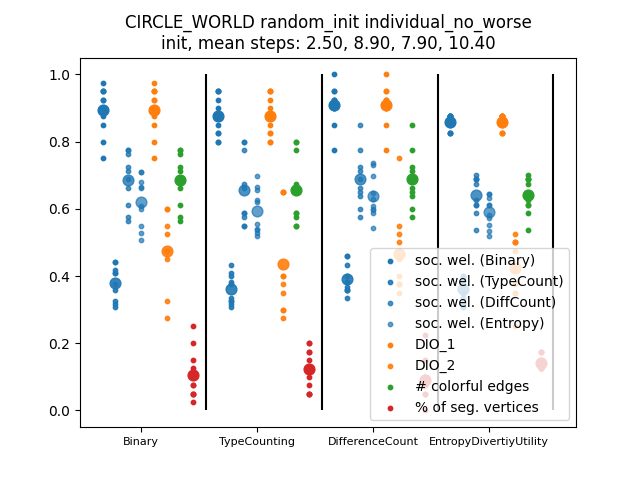 CIRCLE_WORLD random_init individual_no_worse
init, mean steps: 2.50, 8.90, 7.90, 10.40
1.0
0.8
0.6
0.4
0.2
0.0
soc. wel. (Binary)
soc. wel. (TypeCount)
soc. wel. (DiffCount)
soc. wel. (Entropy)
DIO_1
DIO_2
# colorful edges
% of seg. vertices
Binary
TypeCounting
DifferenceCount
EntropyDivertiyUtility